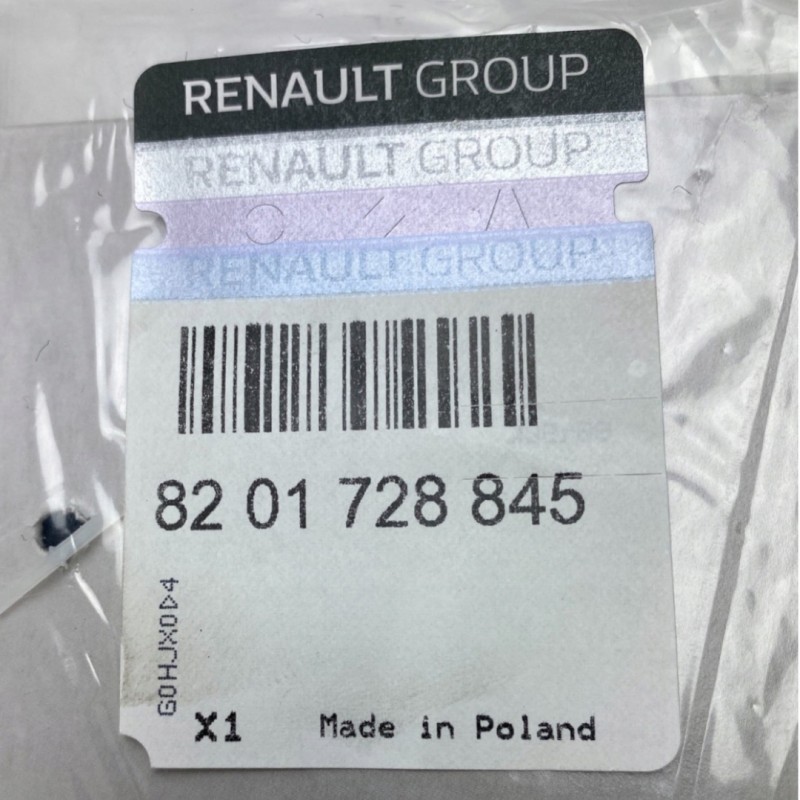 RENAULT GROUP
RENAULT GROUP
RENAULT GROUP
82 01 728 845
G0HJX0D4
X1 Made in Poland